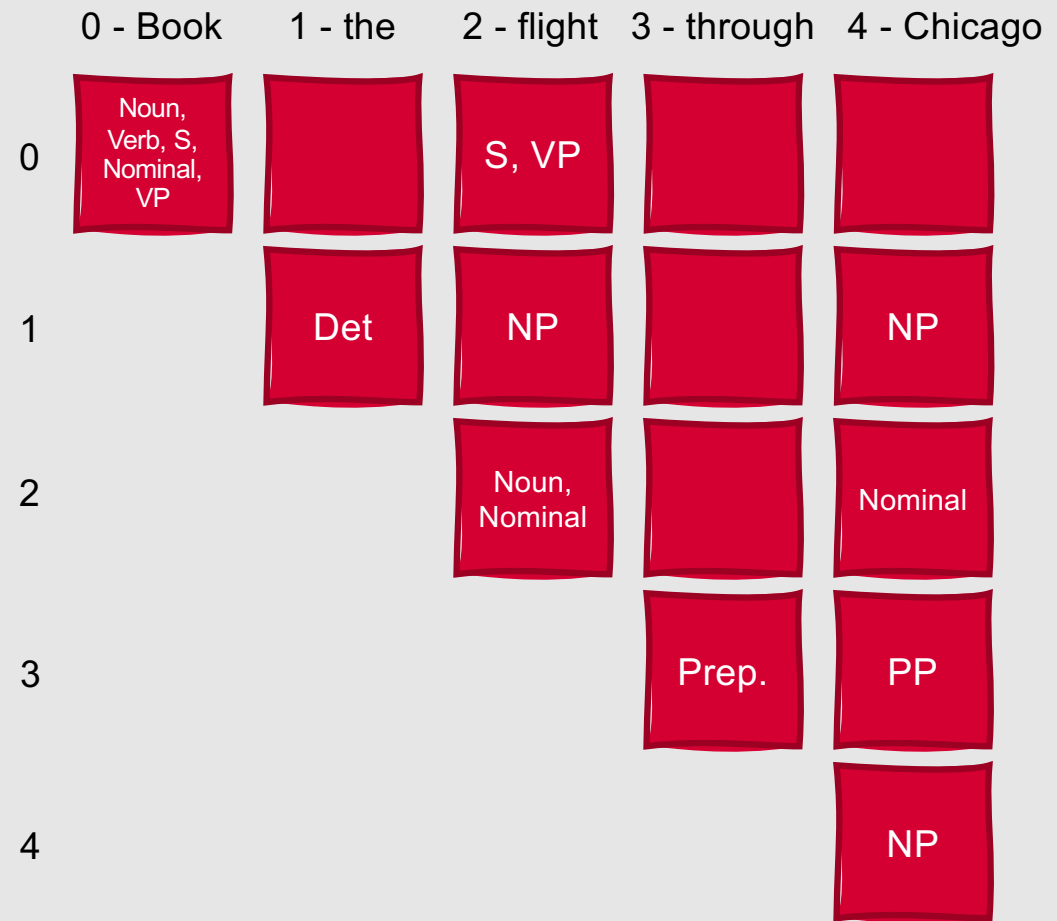 0 - Book 1 - the 2 - flight 3 - through 4 - Chicago
0
Noun,
Verb, S,
Nominal,
VP
S, VP
1
Det
NP
NP
2
Noun,
Nominal
Nominal
3
Prep.
PP
4
NP